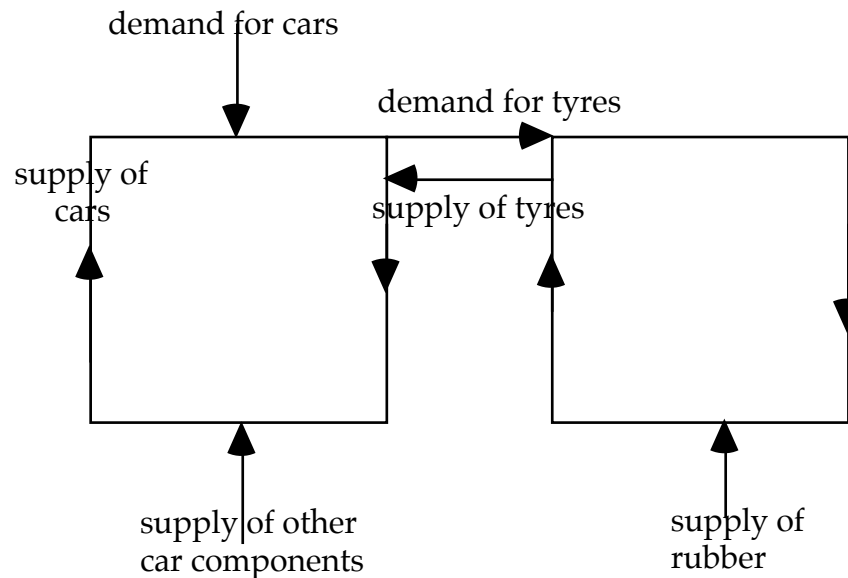 demand for cars
demand for tyres
supply of
cars
supply of tyres
supply of other
car components
supply of
rubber